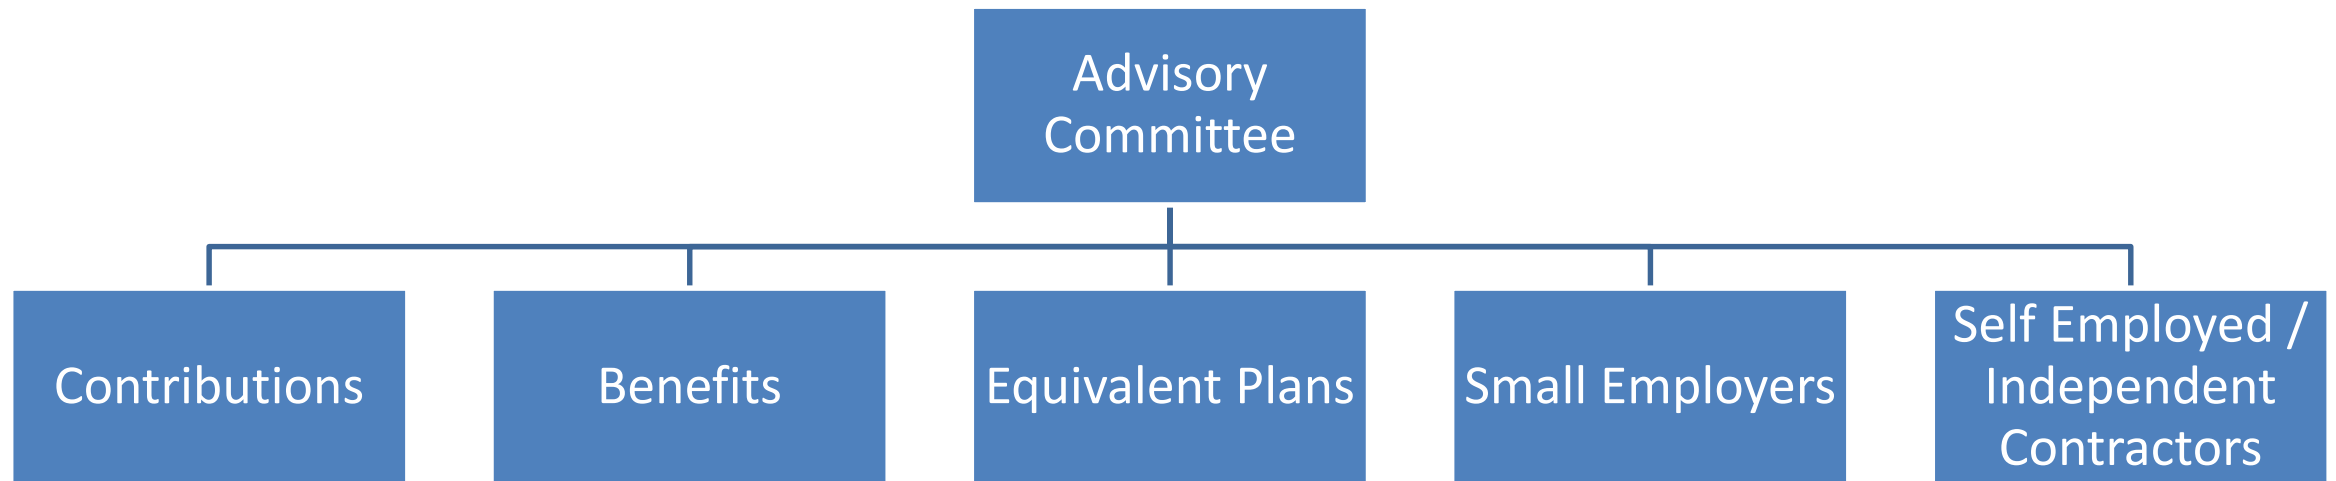 Advisory
Committee
Contributions
Benefits
Equivalent Plans
Small Employers
Self Employed /
Independent
Contractors